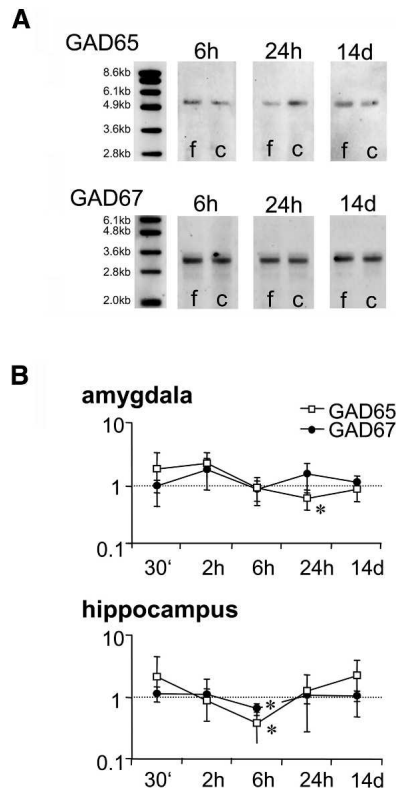 A
GAD65
6h 24h 14d
8.6kb
6.1kb
4.9kb
3.6kb
2.8kb
f c f c f c
GAD67
6h 24h 14d
6.1kb
4.8kb
3.6kb
2.8kb
2.0kb
f c f c f c
B
amygdala
GAD65
GAD67
10
1
0.1
*
30‘ 2h 6h 24h 14d
hippocampus
10
1
0.1
*
*
30‘ 2h 6h 24h 14d